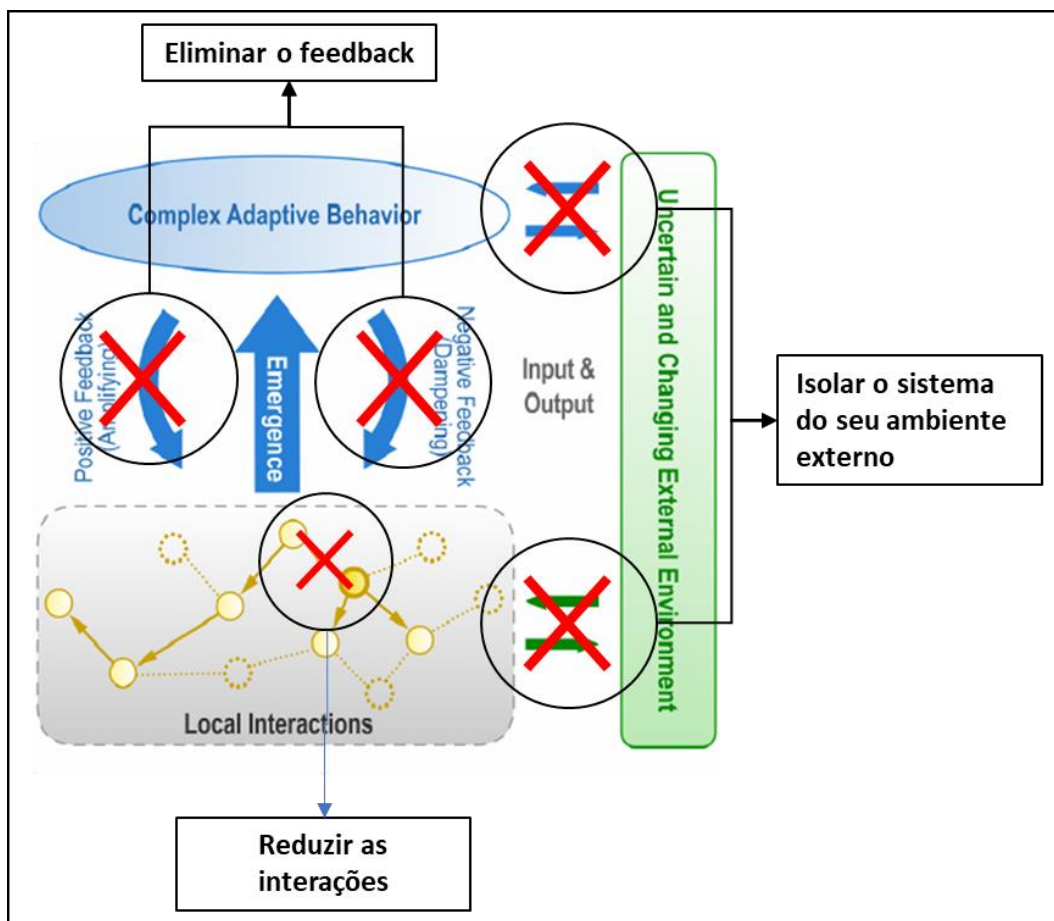 Eliminar o feedback
Complex Adaptive Behavior
Positive Feedback
(Amlifying)
Emergence
Negative Feedback
/Dampening)
Input &
Output
Uncertain and Changing External Environment
Isolar o sistema
do seu ambiente
externo
Local Interactions
Reduzir as
interações